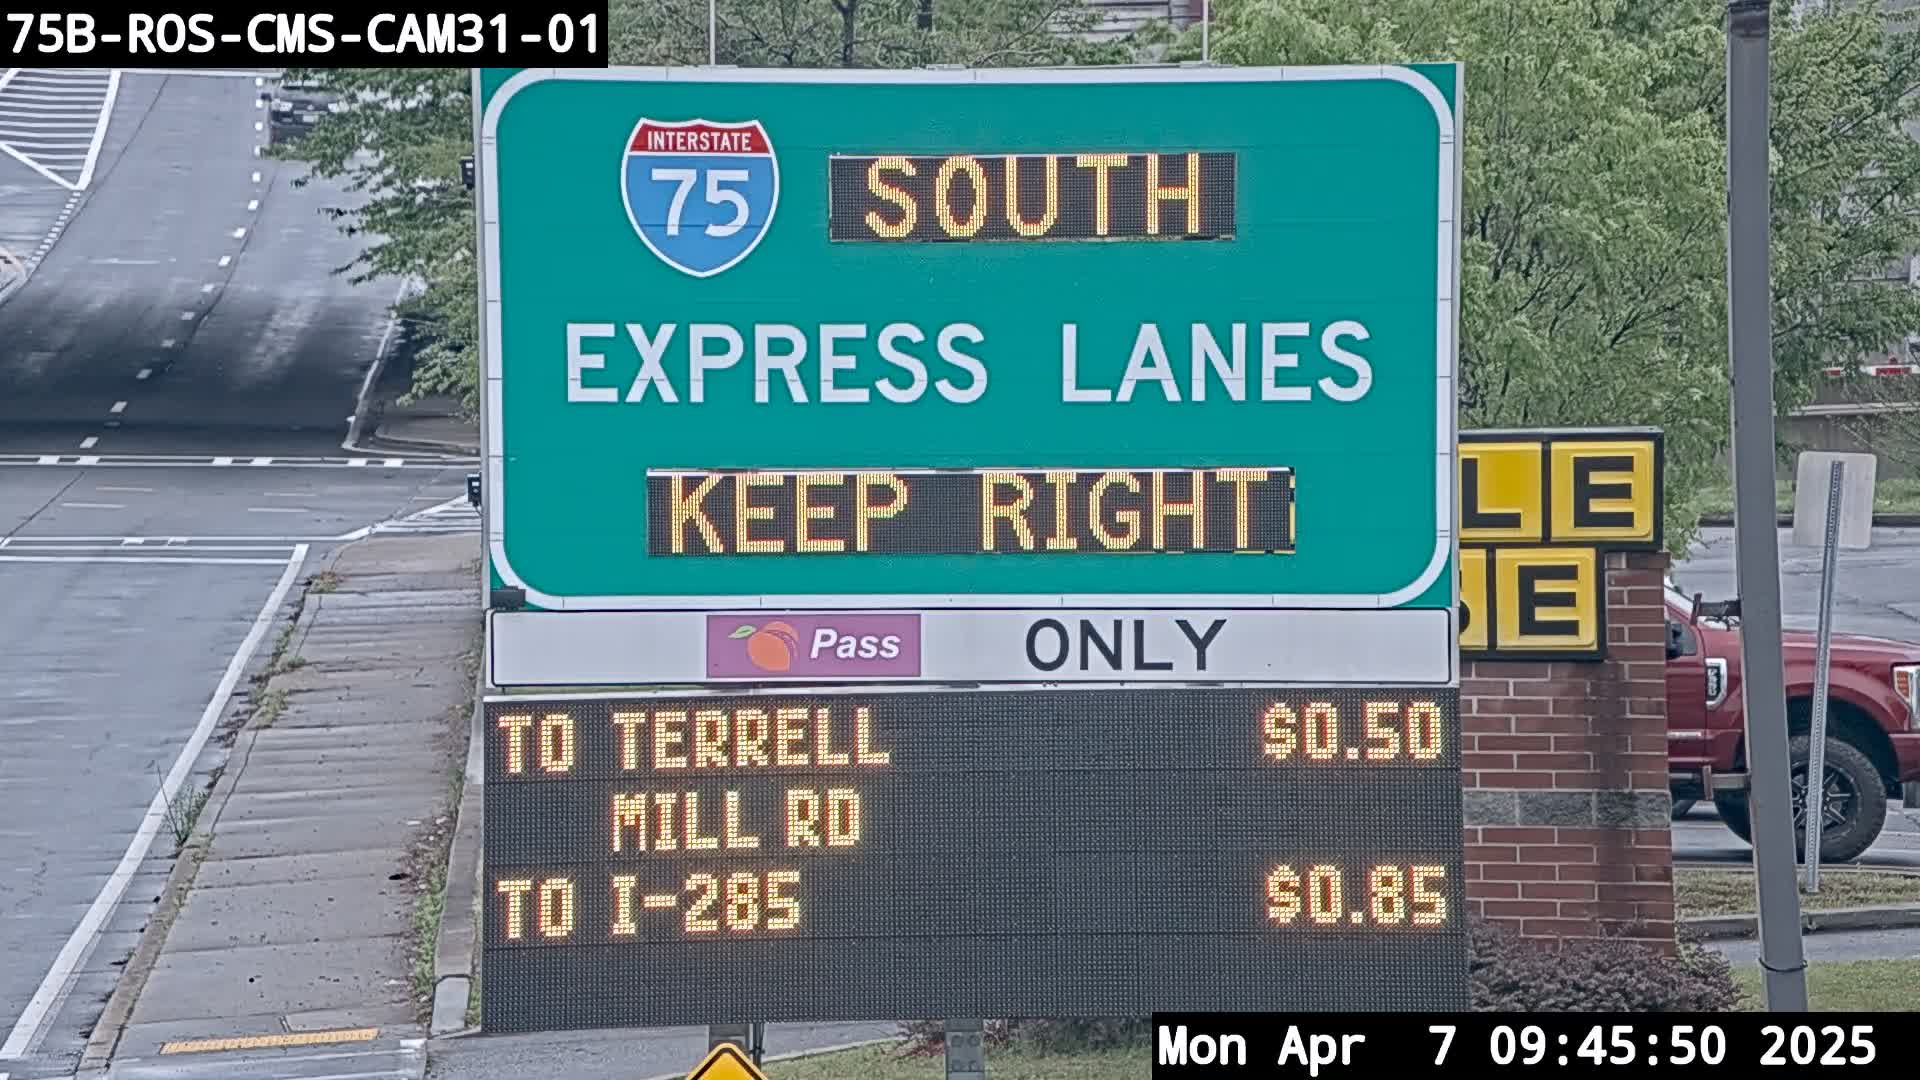 75B-ROS-CMS-CAM31-01
INTERSTATE
75
SOUTH
EXPRESS LANES
KEEP RIGHT
Pass ONLY
TO TERRELL $0.50
MILL RD
TO I-285 $0.85
LE
E
Mon Apr 7 09:45:50 2025